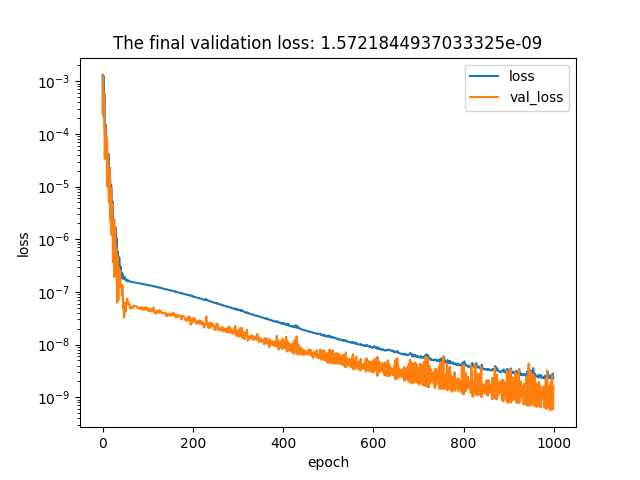 The final validation loss: 1.5721844937033325e-09
loss
val_loss
10⁻³
10⁻⁴
10⁻⁵
10⁻⁶
10⁻⁷
10⁻⁸
10⁻⁹
loss
0 200 400 600 800 1000
epoch